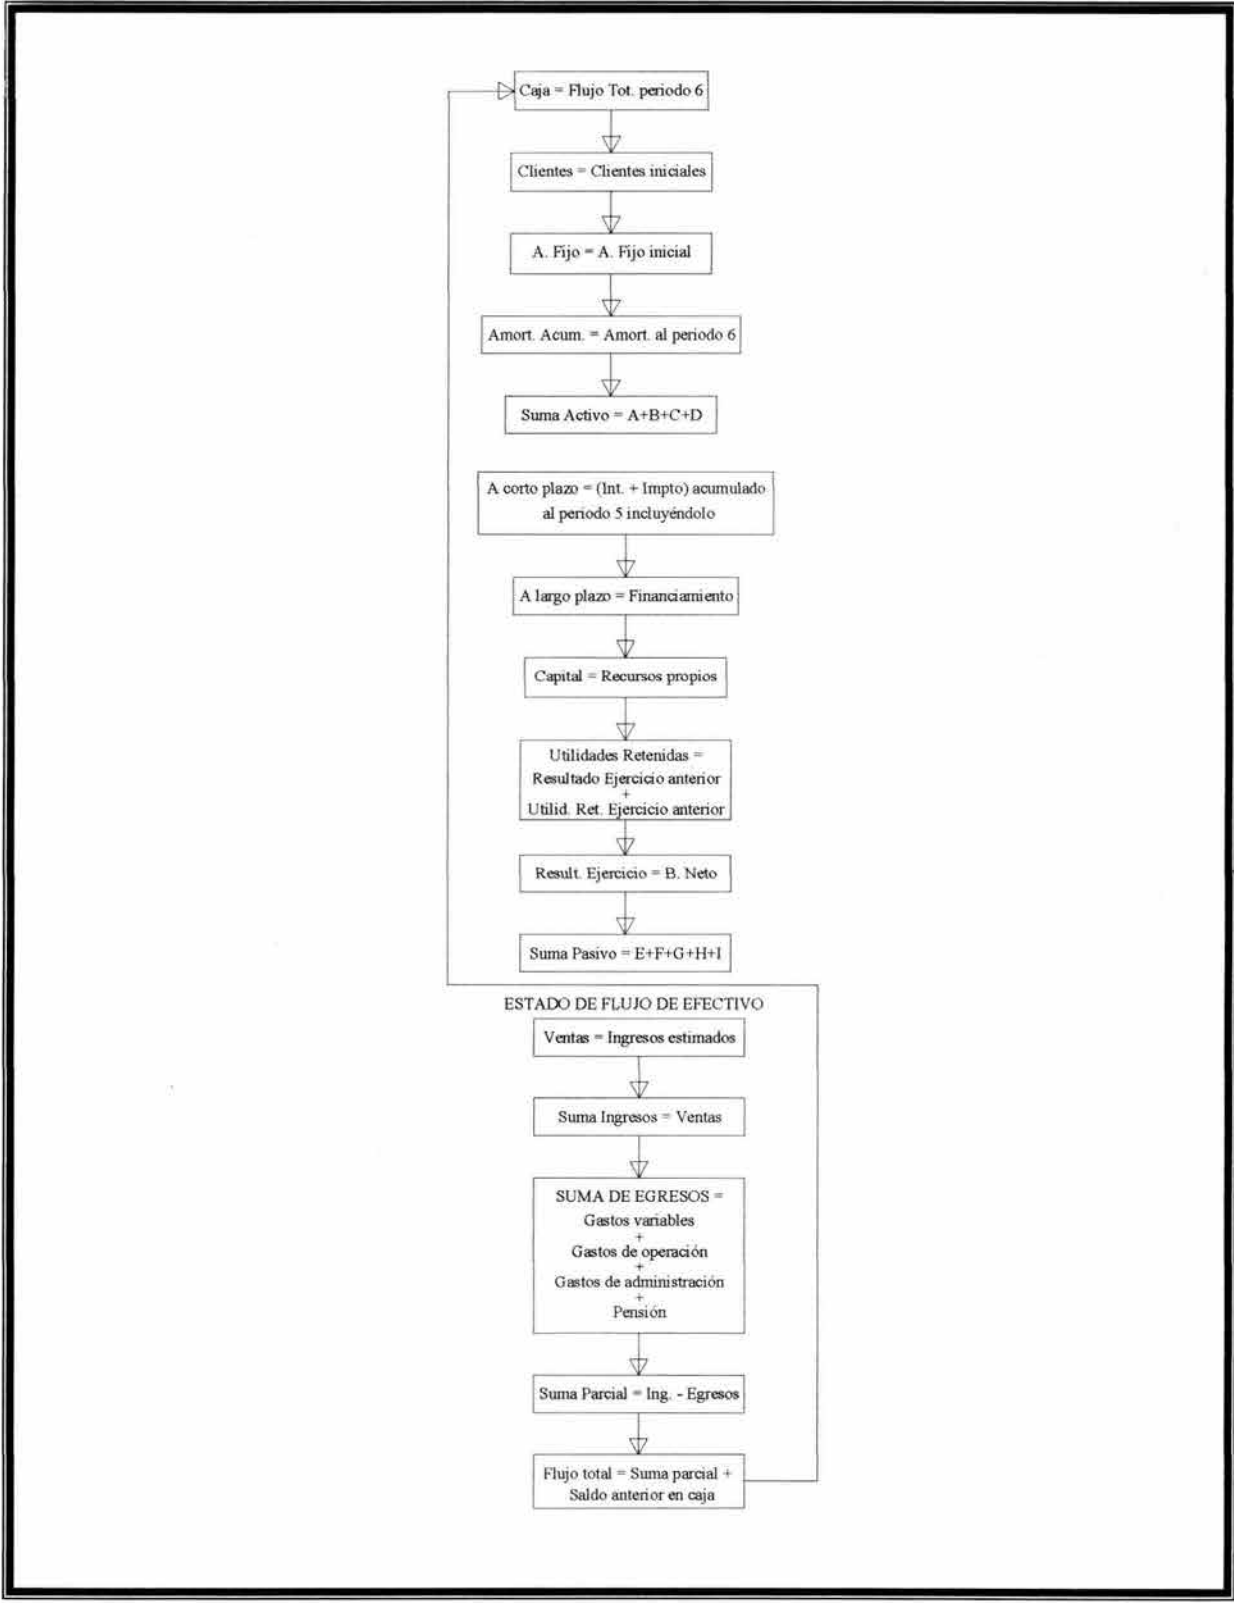 Caja = Flujo Tot. periodo 6
Clientes = Clientes iniciales
A. Fijo = A. Fijo inicial
Amort. Acum. = Amort. al periodo 6
Suma Activo = A+B+C+D
A corto plazo = (Int. + Impto) acumulado
al periodo 5 incluyéndolo
A largo plazo = Financiamiento
Capital = Recursos propios
Utilidades Retenidas =
Resultado Ejercicio anterior
+
Utilid. Ret. Ejercicio anterior
Result. Ejercicio = B. Neto
Suma Pasivo = E+F+G+H+I
ESTADO DE FLUJO DE EFECTIVO
Ventas = Ingresos estimados
Suma Ingresos = Ventas
SUMA DE EGRESOS =
Gastos variables
+
Gastos de operación
+
Gastos de administración
+
Pensión
Suma Parcial = Ing. - Egresos
Flujo total = Suma parcial +
Saldo anterior en caja